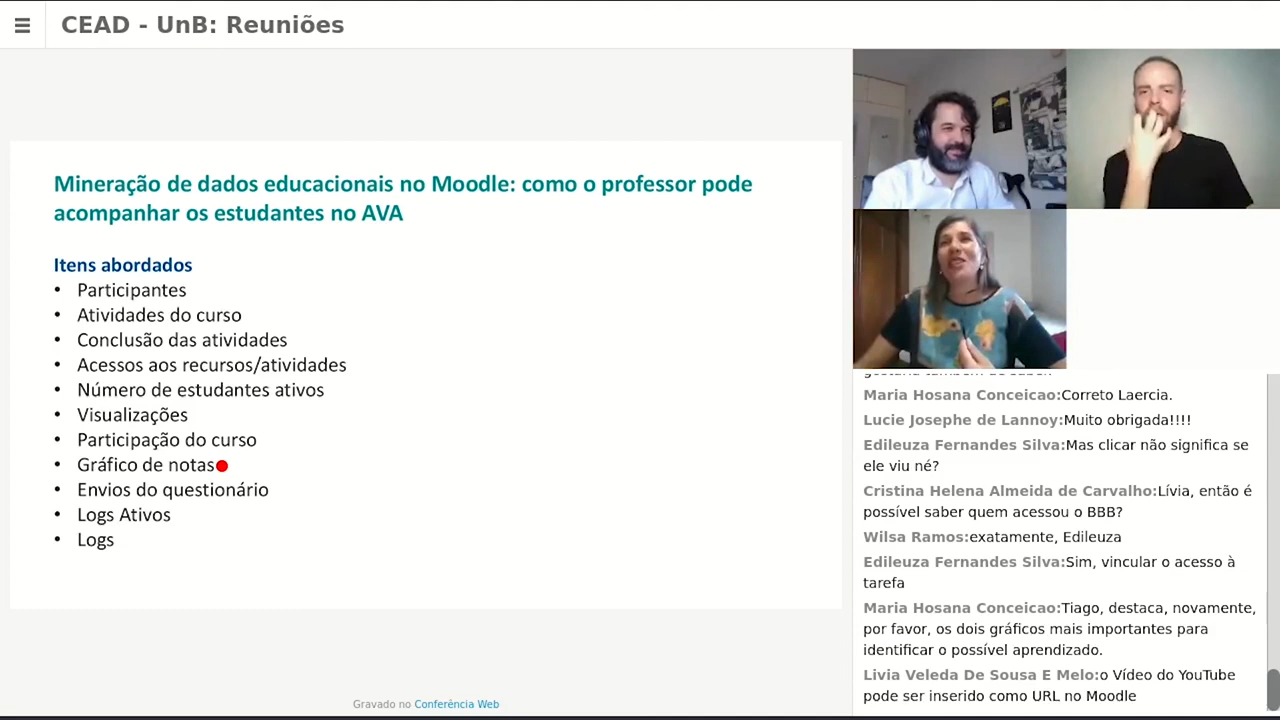 CEAD - UnB: Reuniões
Mineração de dados educacionais no Moodle: como o professor pode
acompanhar os estudantes no AVA
Itens abordados
• Participantes
• Atividades do curso
• Conclusão das atividades
• Acessos aos recursos/atividades
• Número de estudantes ativos
• Visualizações
• Participação do curso
• Gráfico de notas
• Envios do questionário
• Logs Ativos
• Logs
Gravado no Conferência Web
Maria Hosana Conceicao:Correto Laercia.
Lucie Josephe de Lannoy:Muito obrigada!!!!
Edileuza Fernandes Silva:Mas clicar não significa se
ele viu né?
Cristina Helena Almeida de Carvalho:Lívia, então é
possível saber quem acessou o BBB?
Wilsa Ramos:exatamente, Edileuza
Edileuza Fernandes Silva:Sim, vincular o acesso à
tarefa
Maria Hosana Conceicao:Tiago, destaca, novamente,
por favor, os dois gráficos mais importantes para
identificar o possível aprendizado.
Livia Veleda De Sousa E Melo:o Vídeo do YouTube
pode ser inserido como URL no Moodle